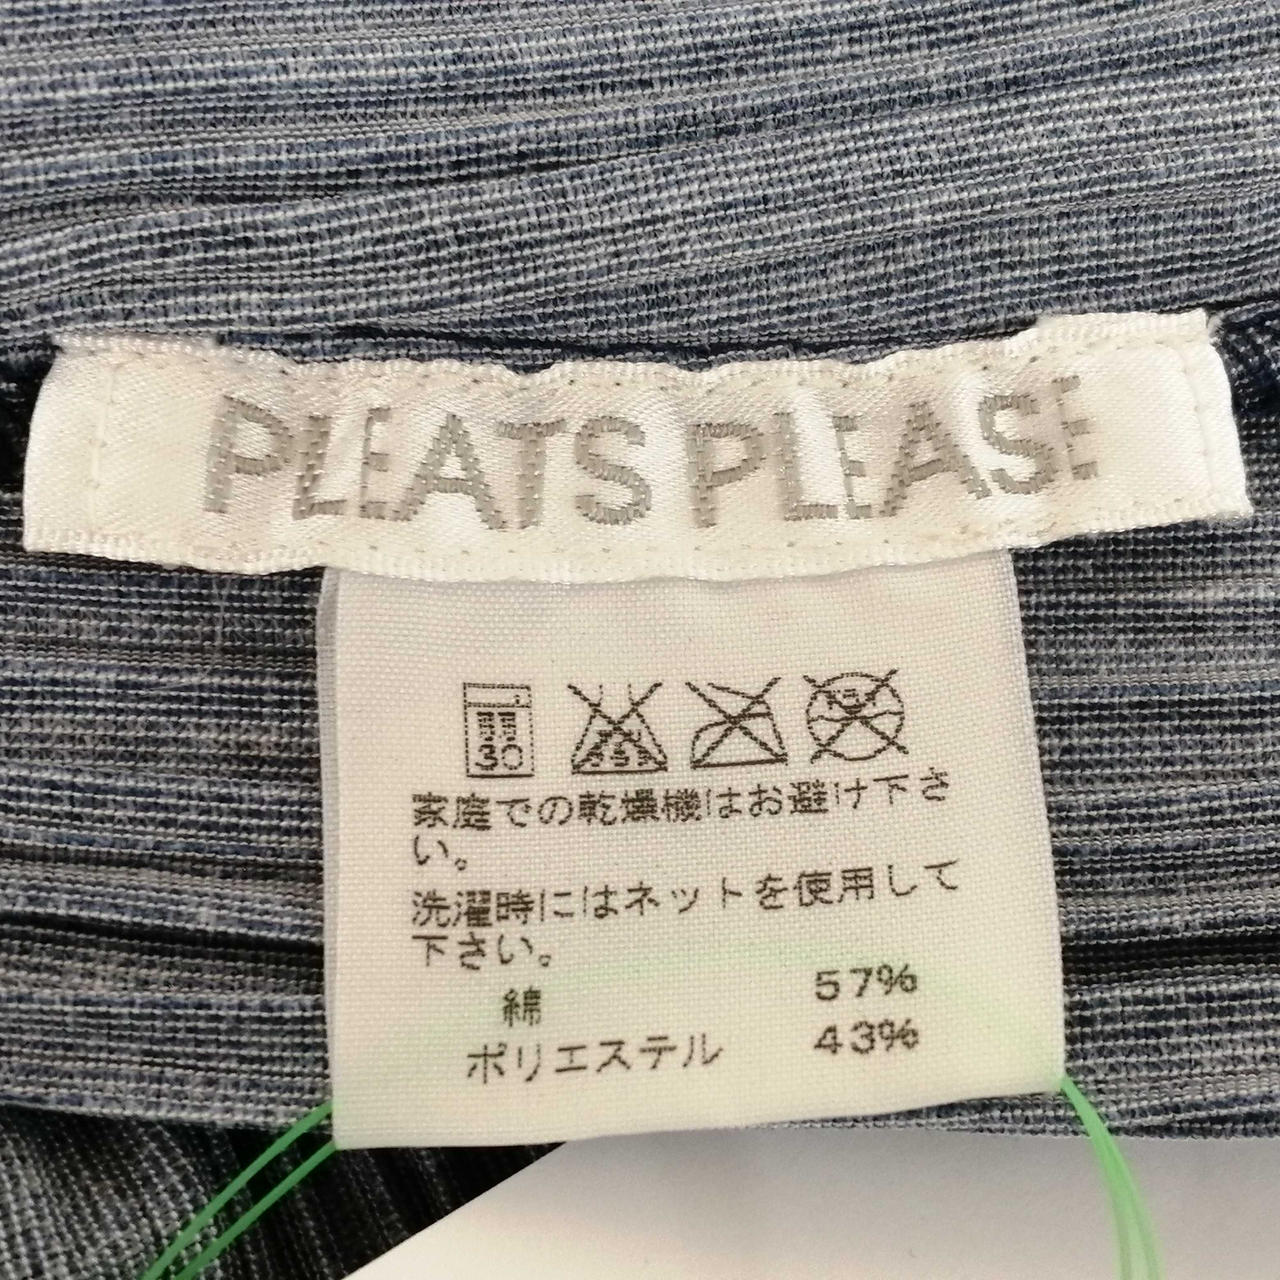 PLEATS PLEASE
30
家庭での乾燥機はお避け下さ
い。
洗濯時にはネットを使用して
下さい。
綿 57%
ポリエステル 43%